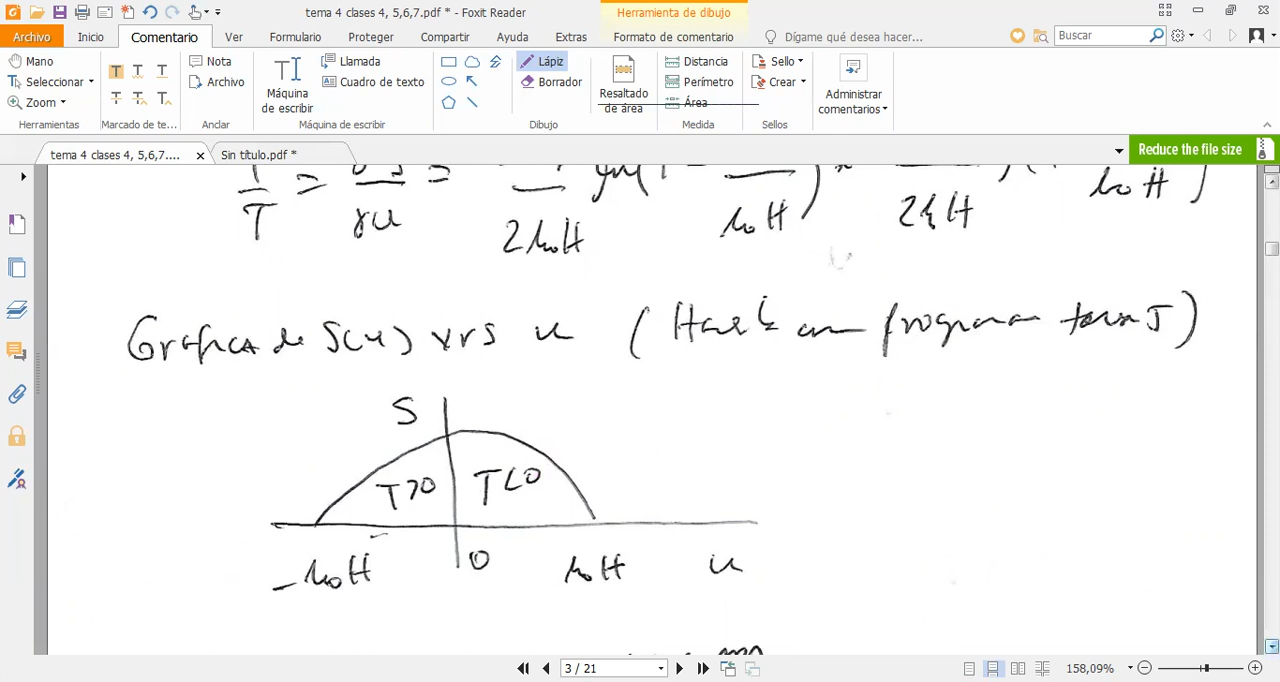 tema 4 clases 4, 5,6,7.pdf * - Foxit Reader
Herramienta de dibujo
Archivo Inicio Comentario Ver Formulario Proteger Compartir Ayuda Extras Formato de comentario Dígame qué desea hacer... Buscar
Mano
Seleccionar
Zoom
Herramientas
Marcado de te...
Nota
Archivo
Anclar
Máquina de escribir
Llamada
Cuadro de texto
Máquina de escribir
Lápiz
Borrador
Dibujo
Resaltado de área
Distancia
Perímetro
Área
Medida
Sello
Crear
Sellos
Administrar comentarios
tema 4 clases 4, 5,6,7.... x
Sin título.pdf *
Reduce the file size
T
2μ₀H
μ₀H
μ₀H
Gráfica de S(u) vrs u
programa
S
T>0 T<0
-μ₀H 0 μ₀H u
3 / 21
158,09%